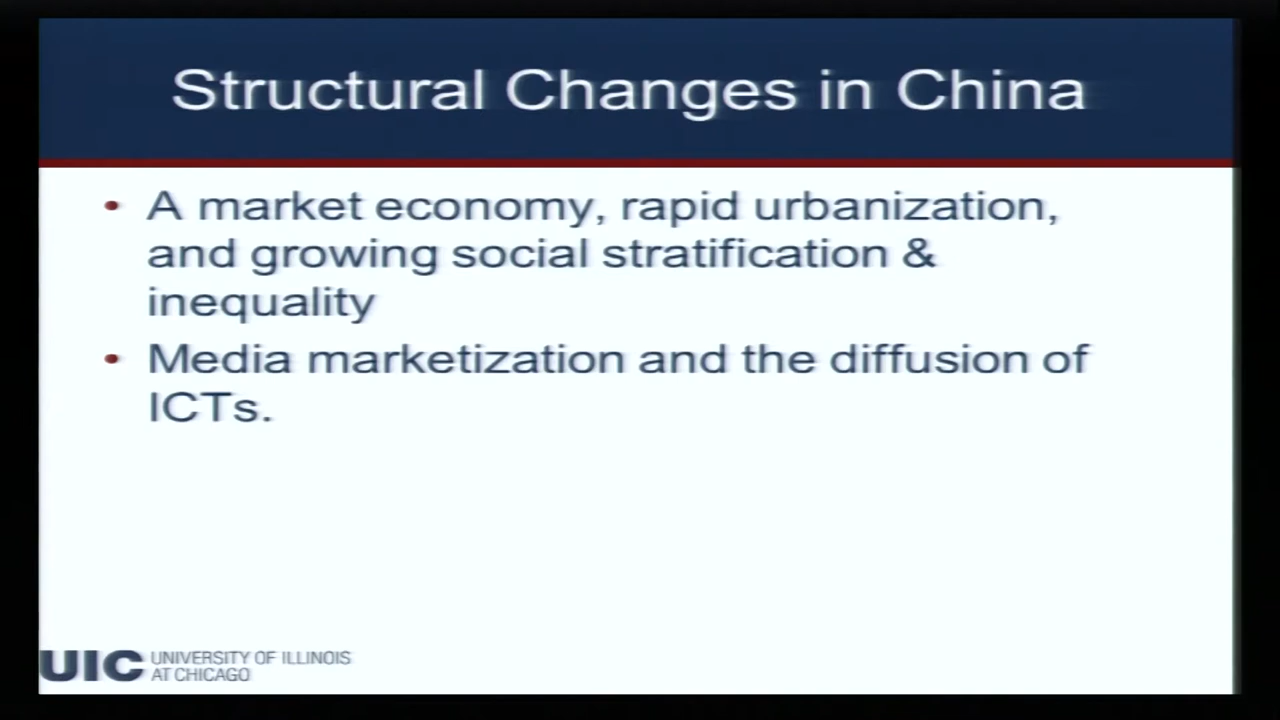 Structural Changes in China
• A market economy, rapid urbanization,
and growing social stratification &
inequality
• Media marketization and the diffusion of
ICTs.
UIC UNIVERSITY OF ILLINOIS
AT CHICAGO